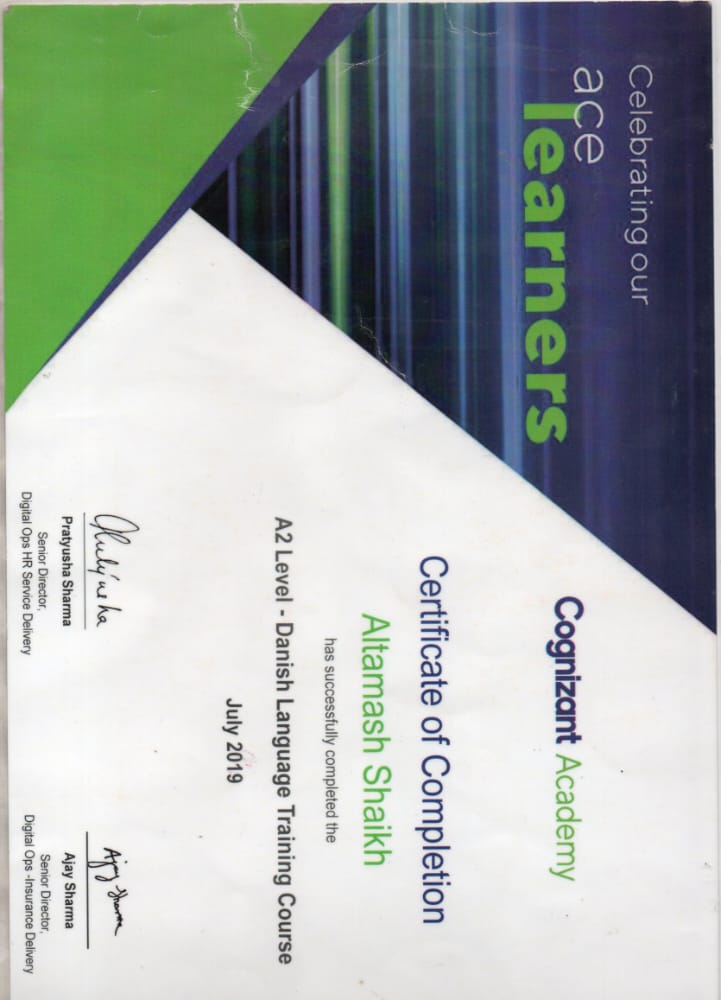 Celebrating our
ace
learners
Cognizant Academy
Certificate of Completion
Altamash Shaikh
has successfully completed the
A2 Level - Danish Language Training Course
July 2019
Pratyusha Sharma
Senior Director,
Digital Ops HR Service Delivery
Ajay Sharma
Ajay Sharma
Senior Director,
Digital Ops -Insurance Delivery